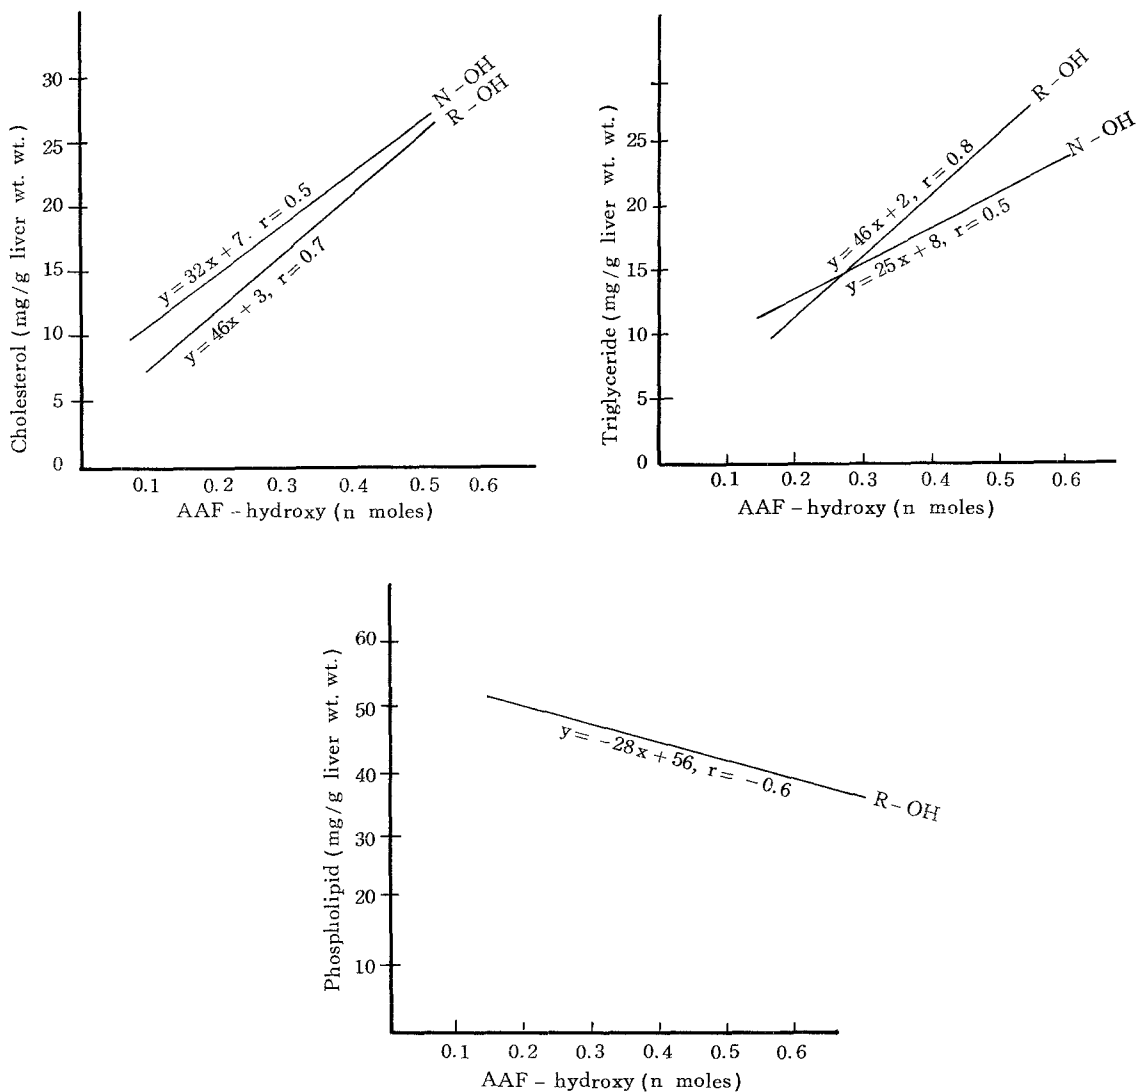 Cholesterol (mg/g liver wt. wt.)
30
25
20
15
10
5
0
N-OH
R-OH
y=32x+7. r=0.5
y=46x+3, r=0.7
0.1 0.2 0.3 0.4 0.5 0.6
AAF-hydroxy (n moles)
Triglyceride (mg/g liver wt. wt.)
25
20
15
10
5
0
R-OH
N-OH
y=46x+2, r=0.8
y=25x+8, r=0.5
0.1 0.2 0.3 0.4 0.5 0.6
AAF-hydroxy (n moles)
Phospholipid (mg/g liver wt. wt.)
60
50
40
30
20
10
y= -28x+56, r= -0.6
R-OH
0.1 0.2 0.3 0.4 0.5 0.6
AAF-hydroxy (n moles)